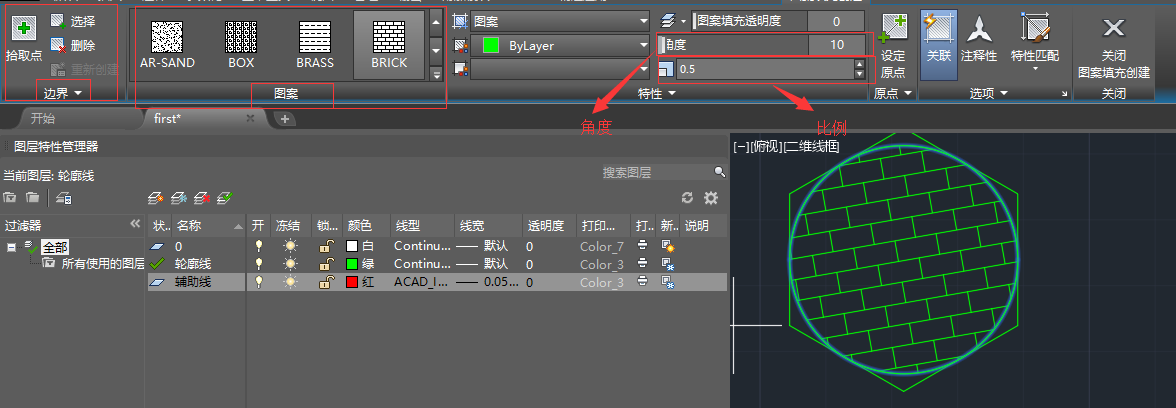 选择
图案
图案填充透明度 0
拾取点
删除
ByLayer
角度 10
设定
原点
关联
注释性
特性匹配
关闭
图案填充创建
重新创建
AR-SAND
BOX
BRASS
BRICK
0.5
边界
图案
特性
原点
选项
关闭
开始
first*
角度
比例
图层特性管理器
[−][俯视][二维线框]
当前图层: 轮廓线
搜索图层
过滤器
状..
名称
开
冻结
锁...
颜色
线型
线宽
透明度
打印...
打..
新..
说明
全部
所有使用的图层
0 白 Continu... 默认 0 Color_7
轮廓线 绿 Continu... 默认 0 Color_3
辅助线 红 ACAD_I... 0.05... 0 Color_3